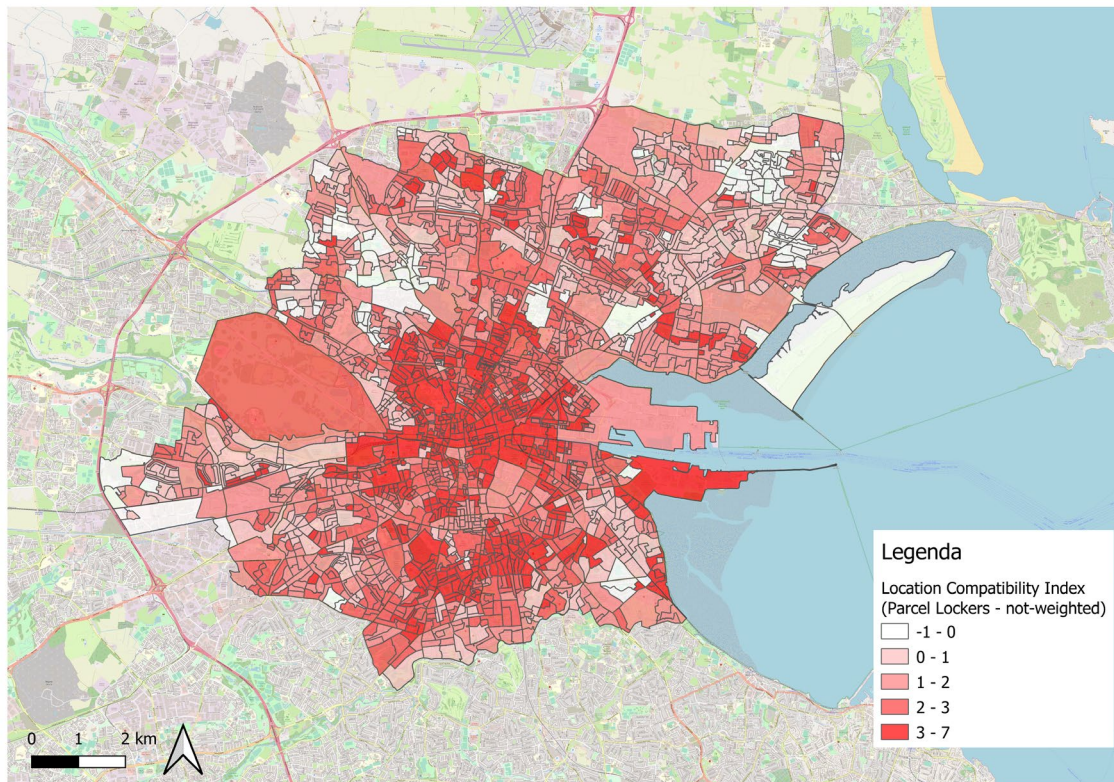 Legenda
Location Compatibility Index
(Parcel Lockers - not-weighted)
-1 - 0
0 - 1
1 - 2
2 - 3
3 - 7
0 1 2 km